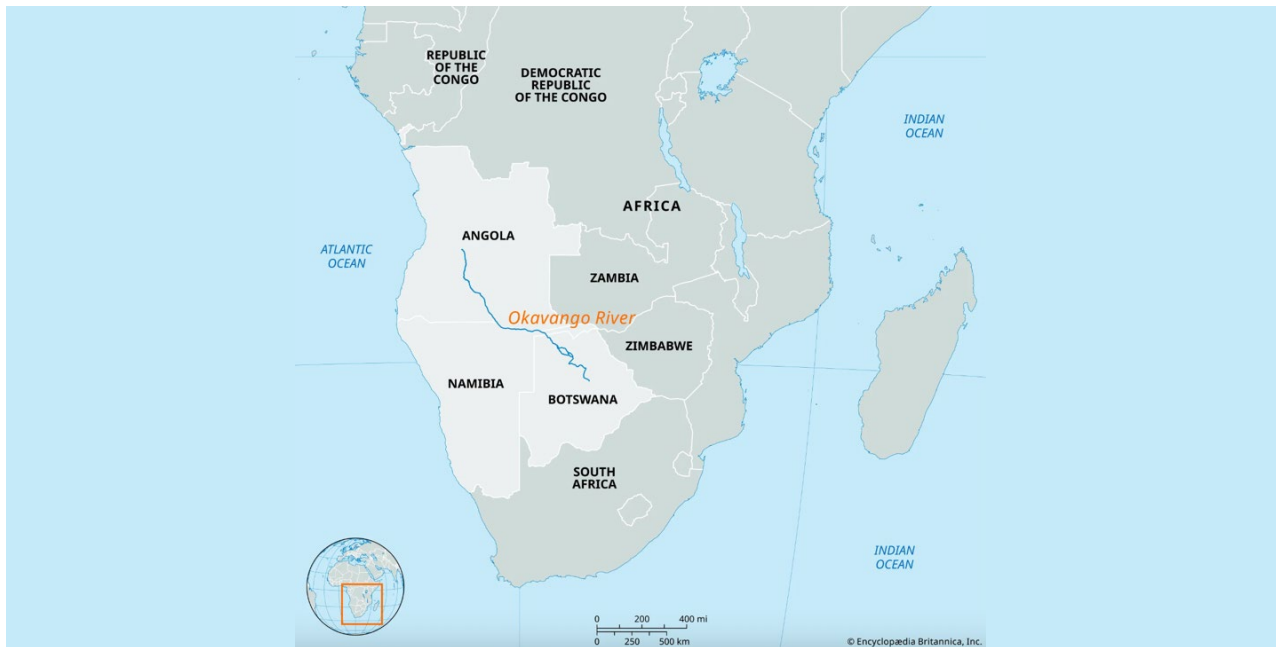 REPUBLIC
OF THE
CONGO
DEMOCRATIC
REPUBLIC
OF THE CONGO
INDIAN
OCEAN
AFRICA
ANGOLA
ATLANTIC
OCEAN
ZAMBIA
Okavango River
ZIMBABWE
NAMIBIA
BOTSWANA
SOUTH
AFRICA
INDIAN
OCEAN
0 200 400 mi
0 250 500 km
© Encyclopædia Britannica, Inc.